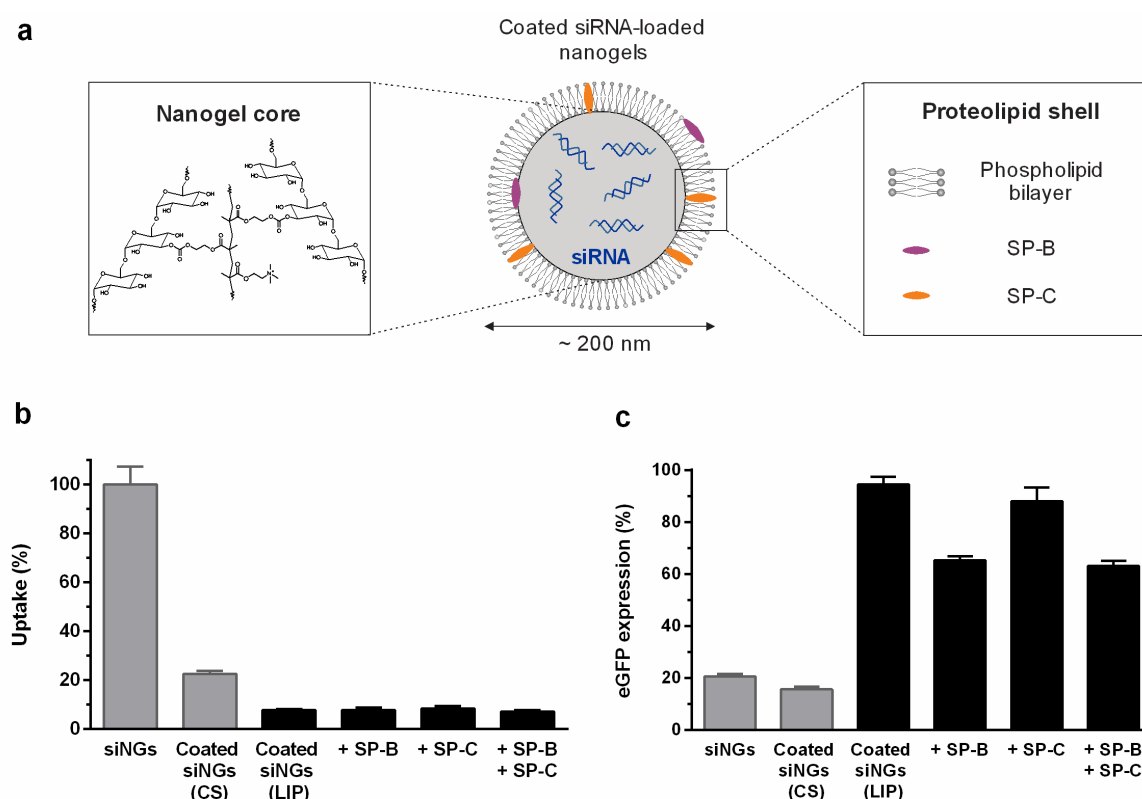 a
Coated siRNA-loaded
nanogels
Nanogel core
Proteolipid shell
Phospholipid
bilayer
SP-B
SP-C
siRNA
~ 200 nm
b
Uptake (%)
100
80
60
40
20
0
siNGs
Coated
siNGs
(CS)
Coated
siNGs
(LIP)
+ SP-B
+ SP-C
+ SP-B
+ SP-C
c
eGFP expression (%)
100
80
60
40
20
0
siNGs
Coated
siNGs
(CS)
Coated
siNGs
(LIP)
+ SP-B
+ SP-C
+ SP-B
+ SP-C